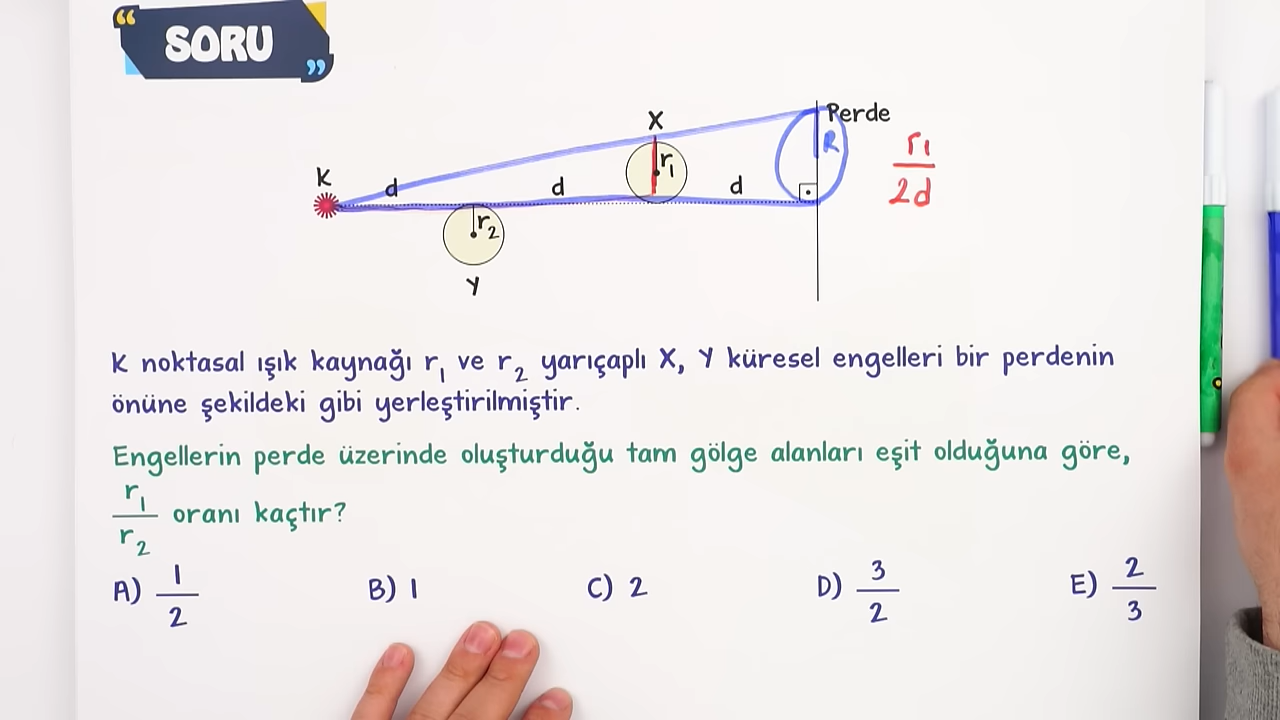 SORU
X
Perde
r₁
R
r₁
K
d
d
d
2d
r₂
Y
K noktasal ışık kaynağı r₁ ve r₂ yarıçaplı X, Y küresel engelleri bir perdenin
önüne şekildeki gibi yerleştirilmiştir.
Engellerin perde üzerinde oluşturduğu tam gölge alanları eşit olduğuna göre,
r₁
r₂ oranı kaçtır?
A) 1/2 B) 1 C) 2 D) 3/2 E) 2/3